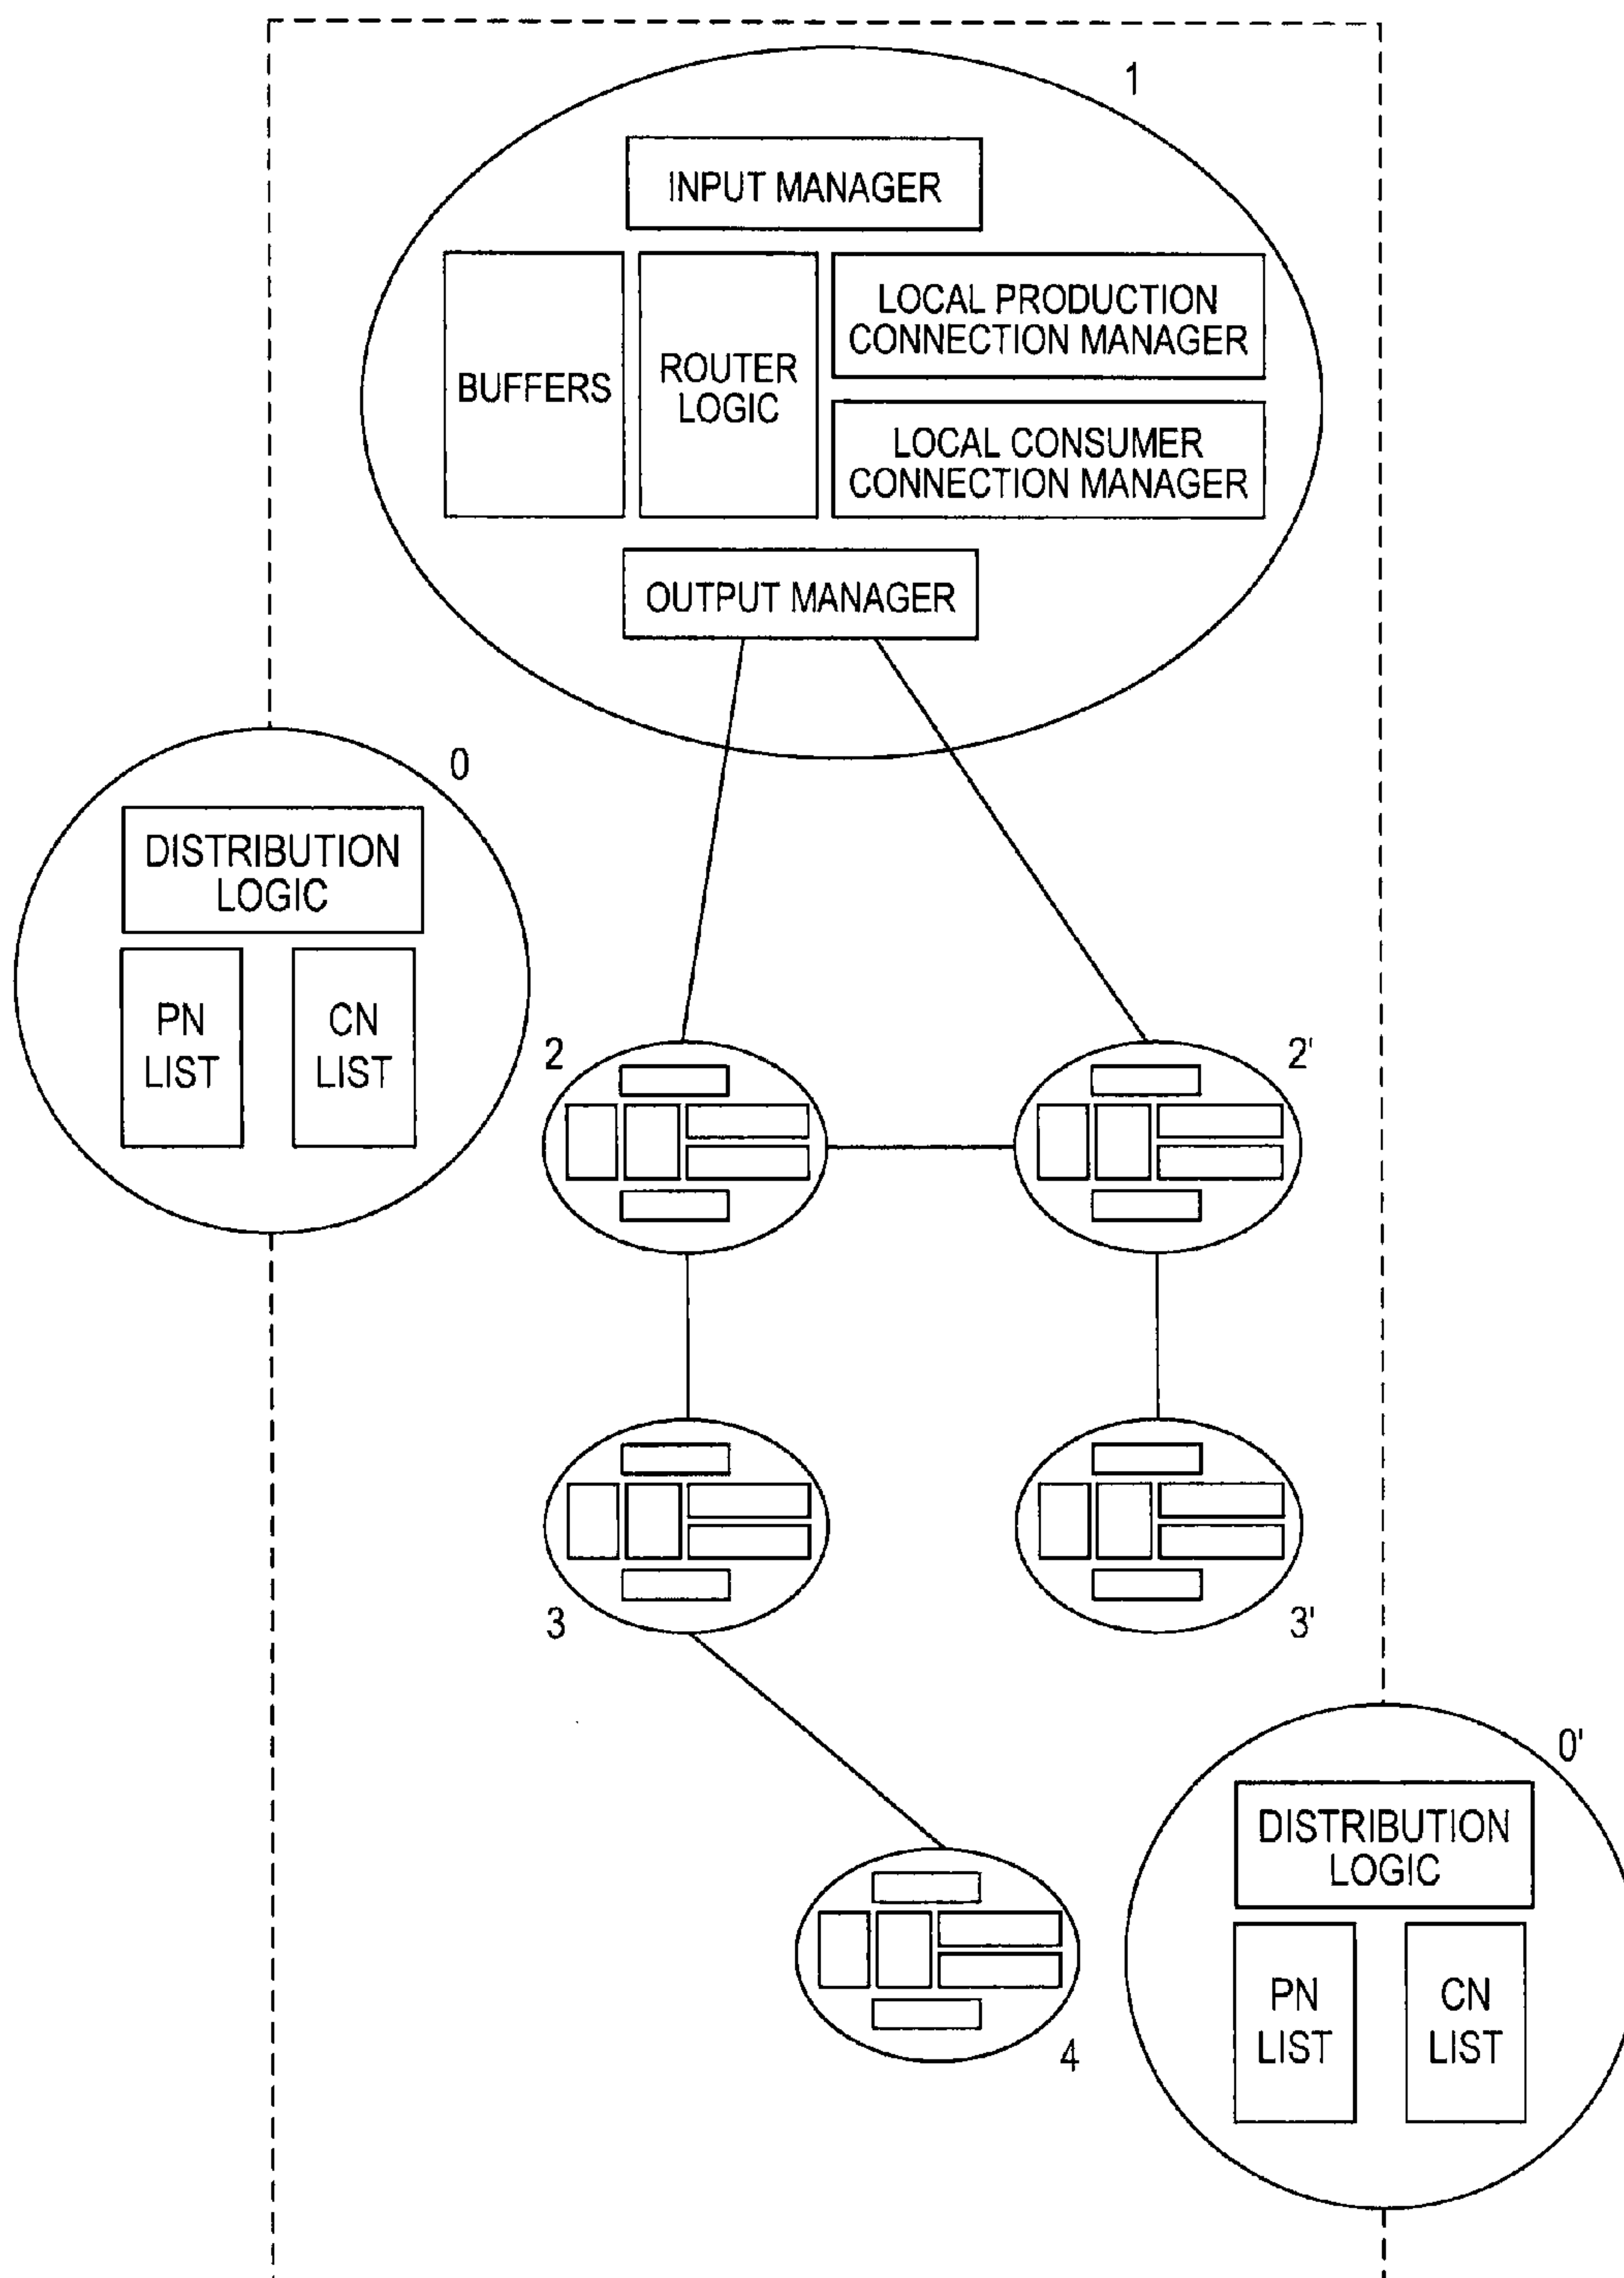 1
INPUT MANAGER
BUFFERS
ROUTER
LOGIC
LOCAL PRODUCTION
CONNECTION MANAGER
LOCAL CONSUMER
CONNECTION MANAGER
OUTPUT MANAGER
0
DISTRIBUTION
LOGIC
PN
LIST
CN
LIST
2
2'
3
3'
0'
DISTRIBUTION
LOGIC
PN
LIST
CN
LIST
4